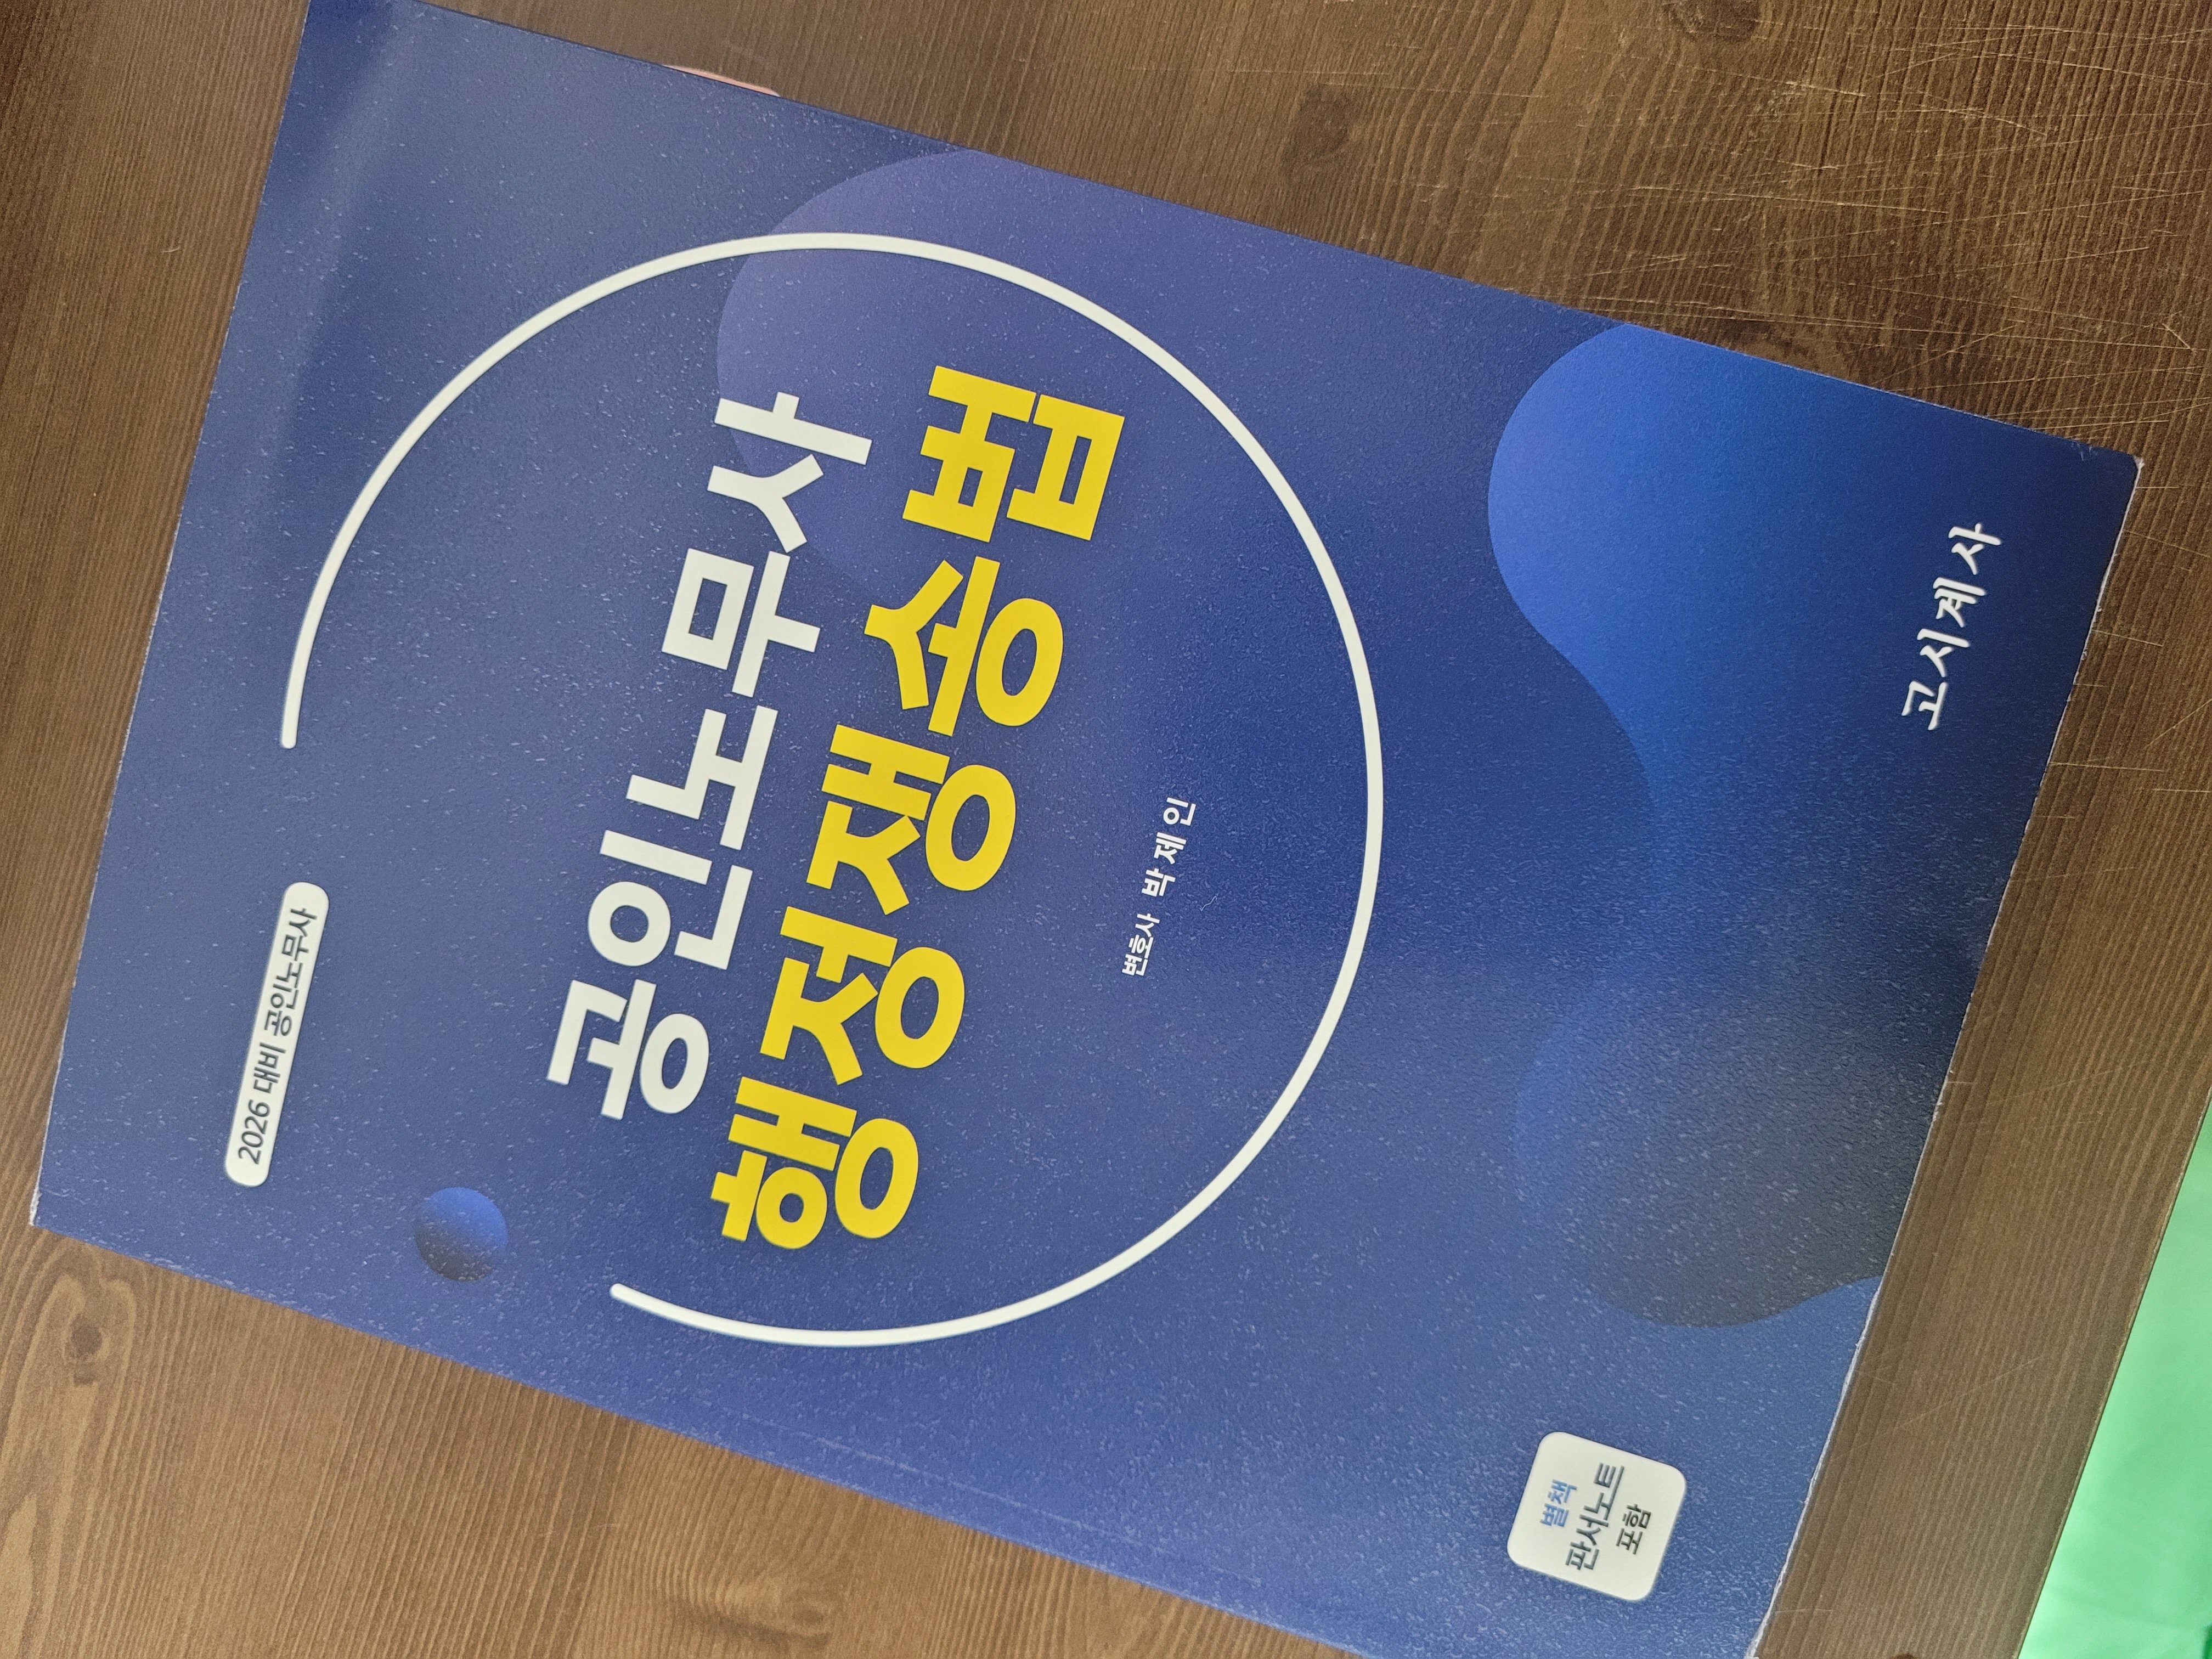 2026 대비 공인노무사
공인노무사
행정쟁송법
변호사 박제인
별책
판서노트
포함
고시계사